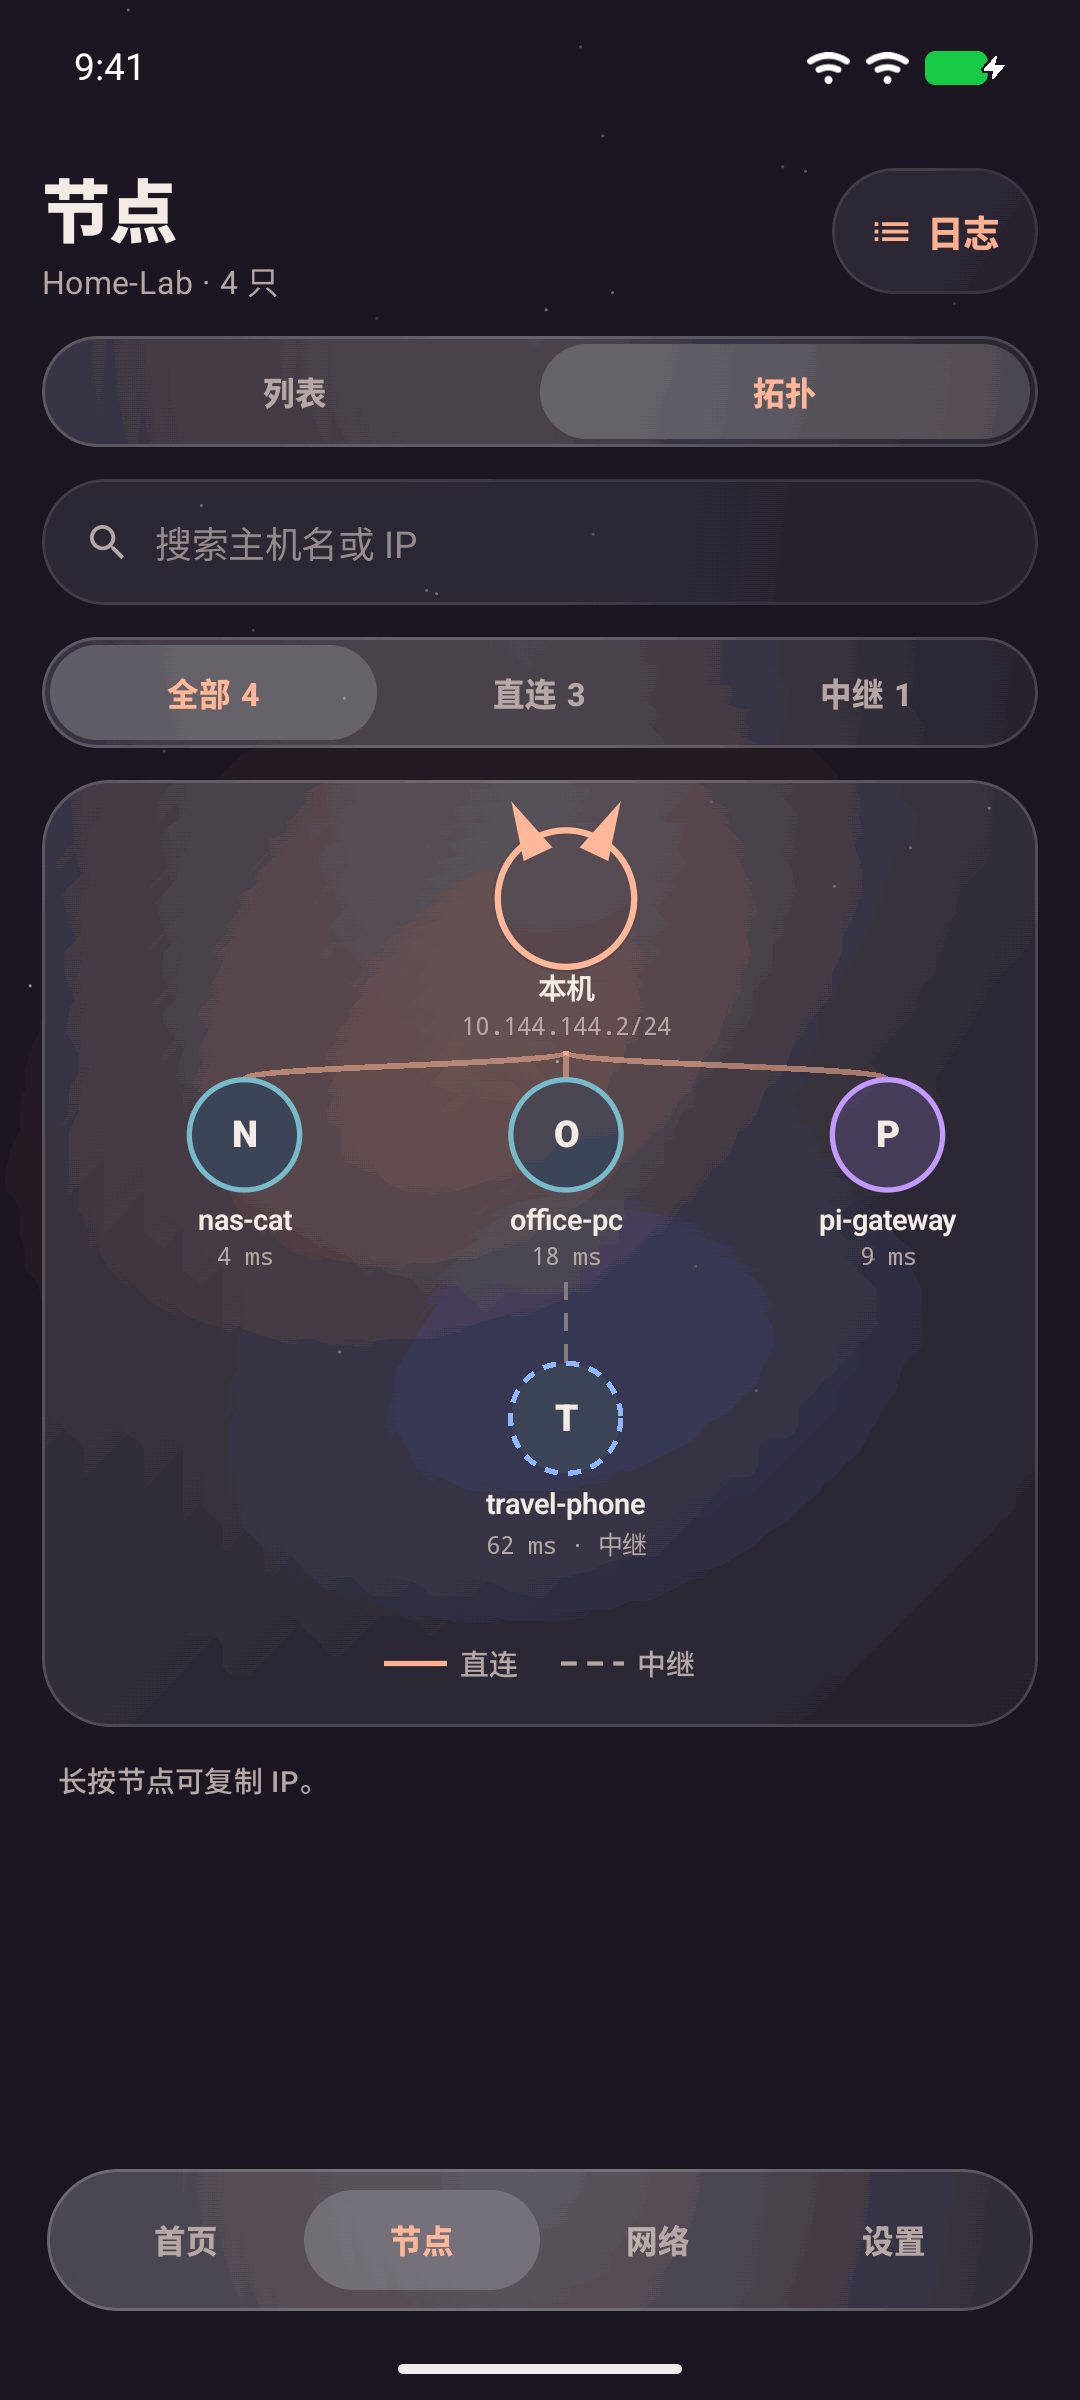 9:41
节点
Home-Lab · 4 只
日志
列表
拓扑
搜索主机名或 IP
全部 4
直连 3
中继 1
本机
10.144.144.2/24
N
O
P
nas-cat
office-pc
pi-gateway
4 ms
18 ms
9 ms
T
travel-phone
62 ms · 中继
直连
中继
长按节点可复制 IP。
首页
节点
网络
设置